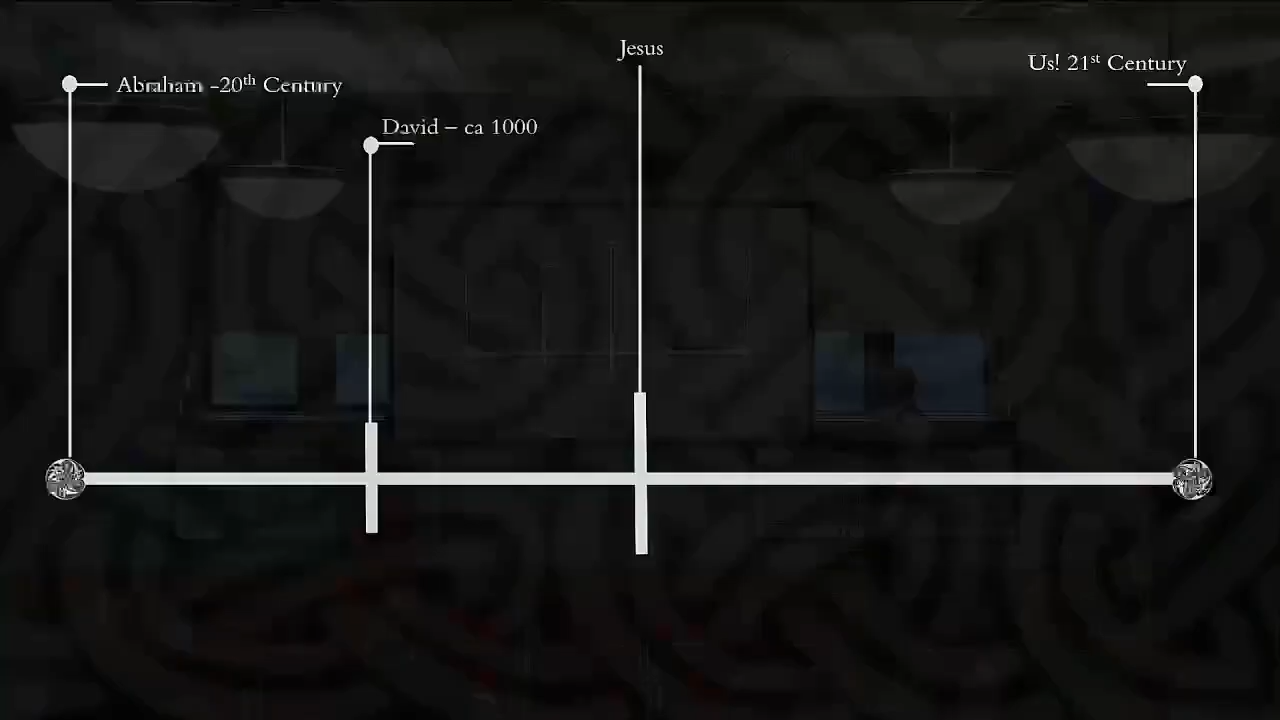 Jesus
Us! 21st Century
Abraham -20th Century
David – ca 1000